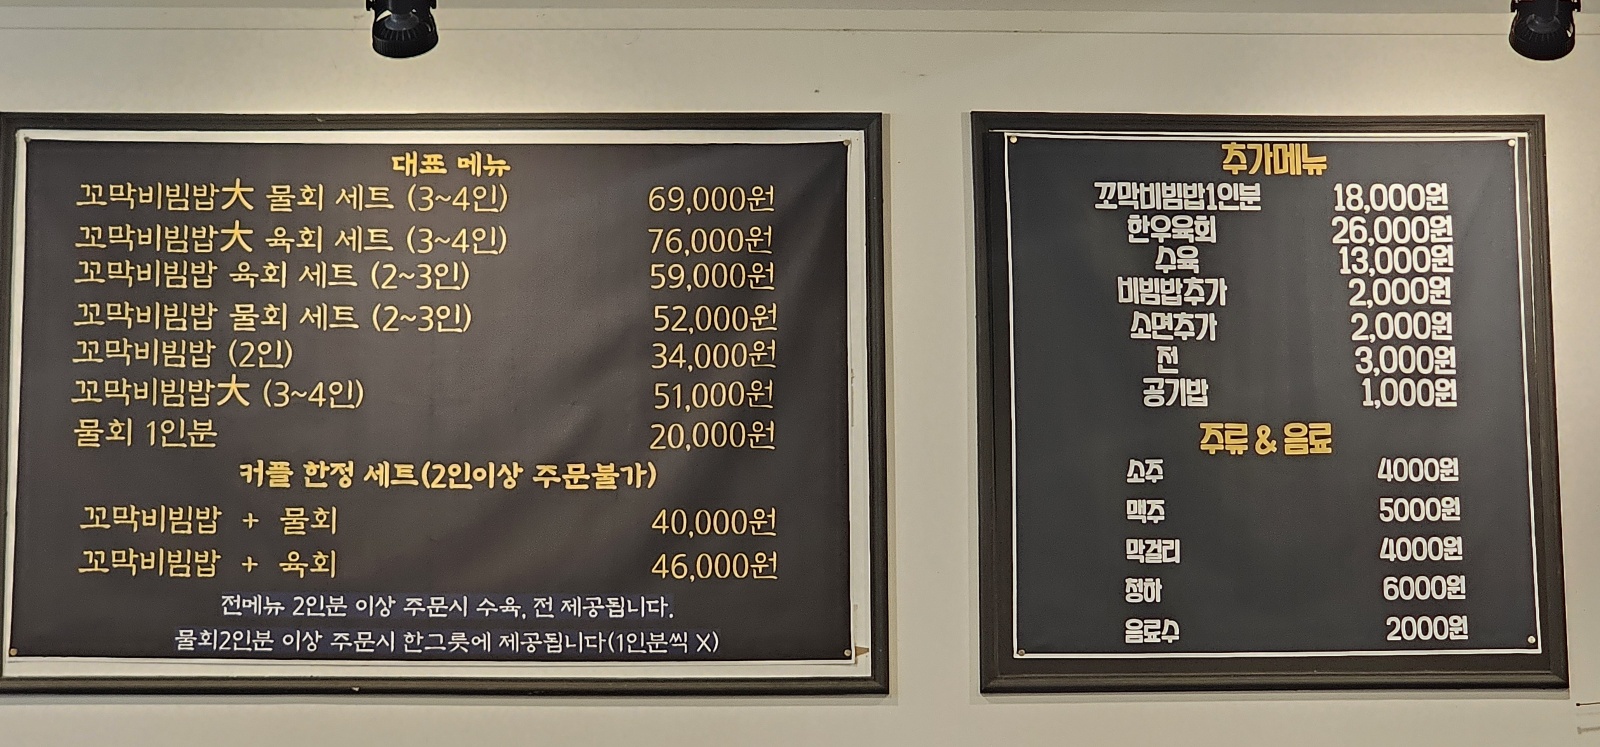 대표 메뉴
꼬막비빔밥大 물회 세트 (3~4인) 69,000원
꼬막비빔밥大 육회 세트 (3~4인) 76,000원
꼬막비빔밥 육회 세트 (2~3인) 59,000원
꼬막비빔밥 물회 세트 (2~3인) 52,000원
꼬막비빔밥 (2인) 34,000원
꼬막비빔밥大 (3~4인) 51,000원
물회 1인분 20,000원
커플 한정 세트(2인이상 주문불가)
꼬막비빔밥 + 물회 40,000원
꼬막비빔밥 + 육회 46,000원
전메뉴 2인분 이상 주문시 수육, 전 제공됩니다.
물회2인분 이상 주문시 한그릇에 제공됩니다(1인분씩 X)
추가메뉴
꼬막비빔밥1인분 18,000원
한우육회 26,000원
수육 13,000원
비빔밥추가 2,000원
소면추가 2,000원
전 3,000원
공기밥 1,000원
주류 & 음료
소주 4000원
맥주 5000원
막걸리 4000원
청하 6000원
음료수 2000원